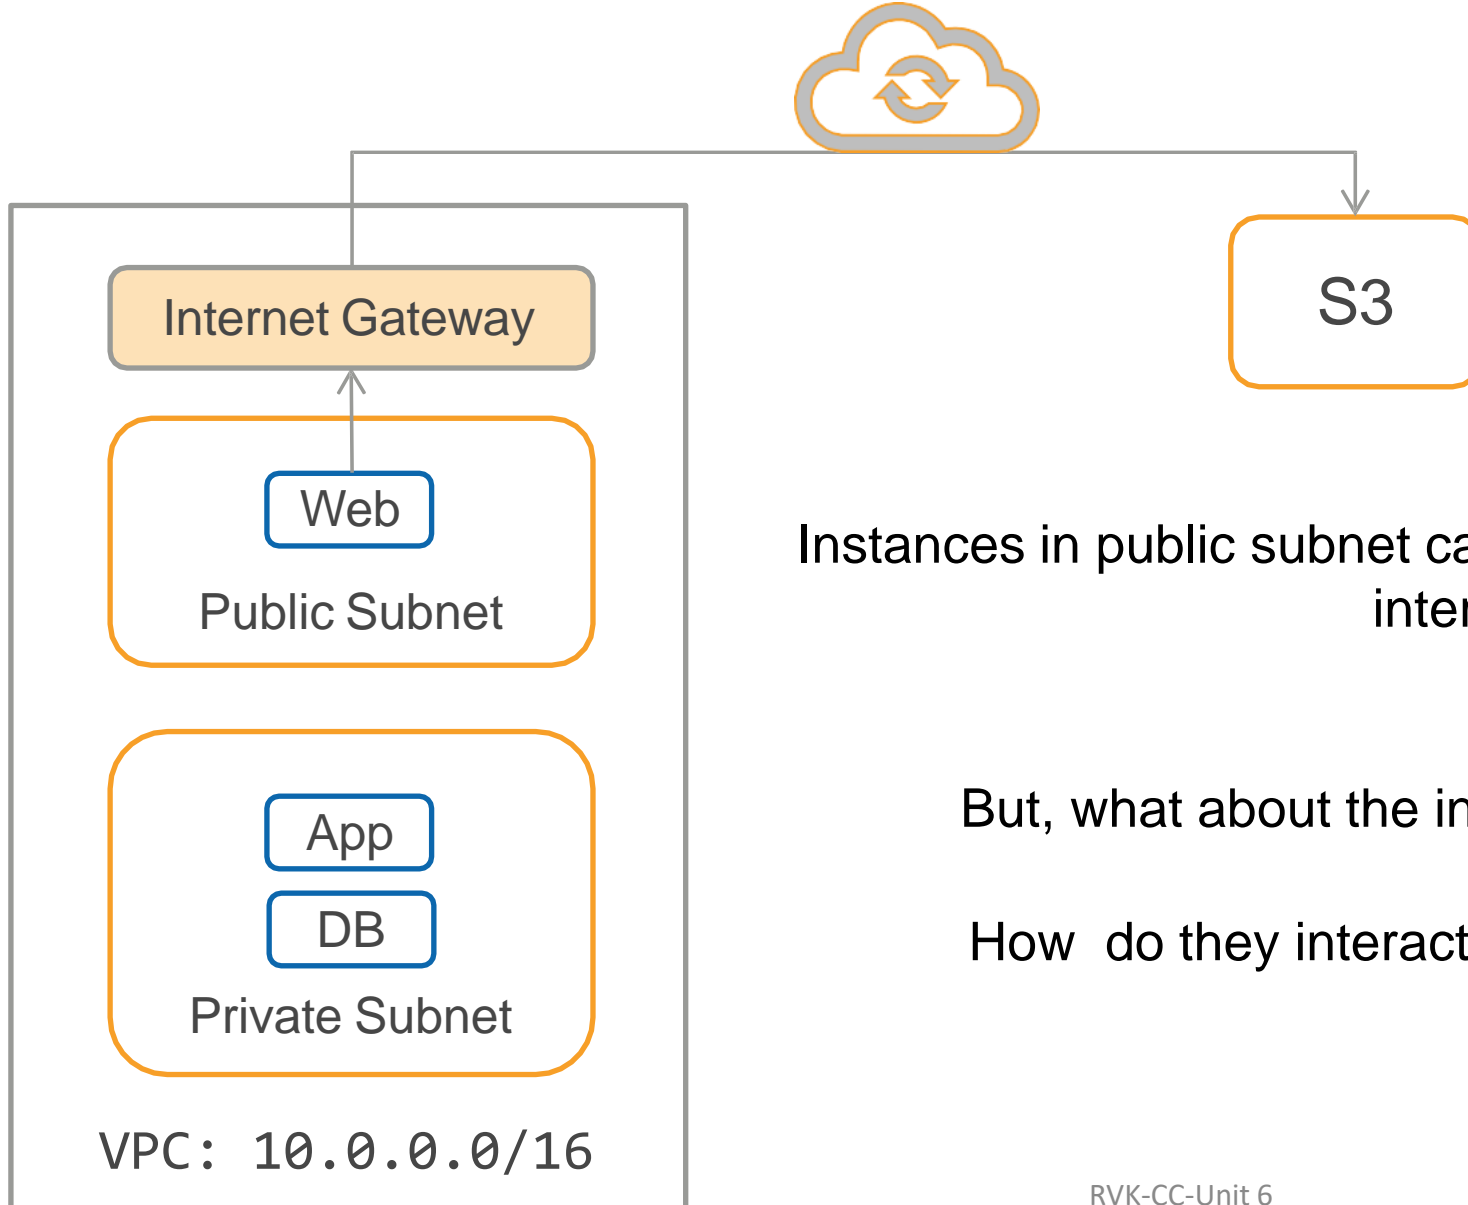 Internet Gateway
S3
Web
Public Subnet
Instances in public subnet
App
DB
Private Subnet
But, what about the
How do they interact
VPC: 10.0.0.0/16
RVK-CC-Unit 6